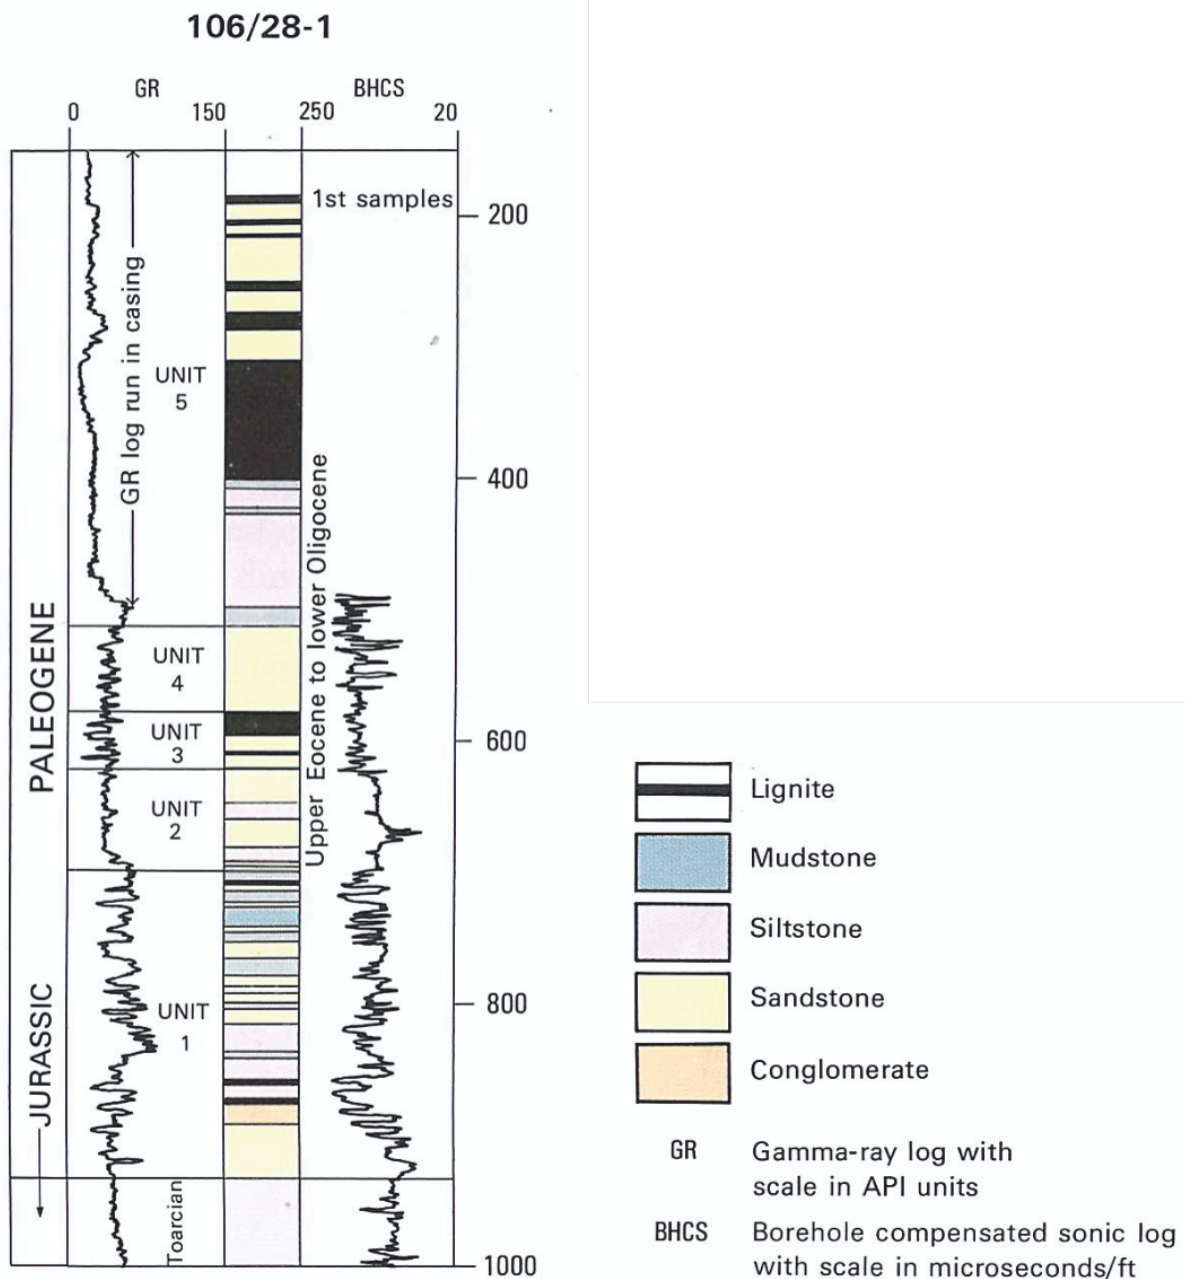 106/28-1
GR
BHCS
0
150
250
20
1st samples
200
GR log run in casing
UNIT
5
400
Upper Eocene to lower Oligocene
PALEOGENE
UNIT
4
UNIT
3
600
UNIT
2
JURASSIC
800
UNIT
1
Toarcian
1000
Lignite
Mudstone
Siltstone
Sandstone
Conglomerate
GR
Gamma-ray log with
scale in API units
BHCS
Borehole compensated sonic log
with scale in microseconds/ft